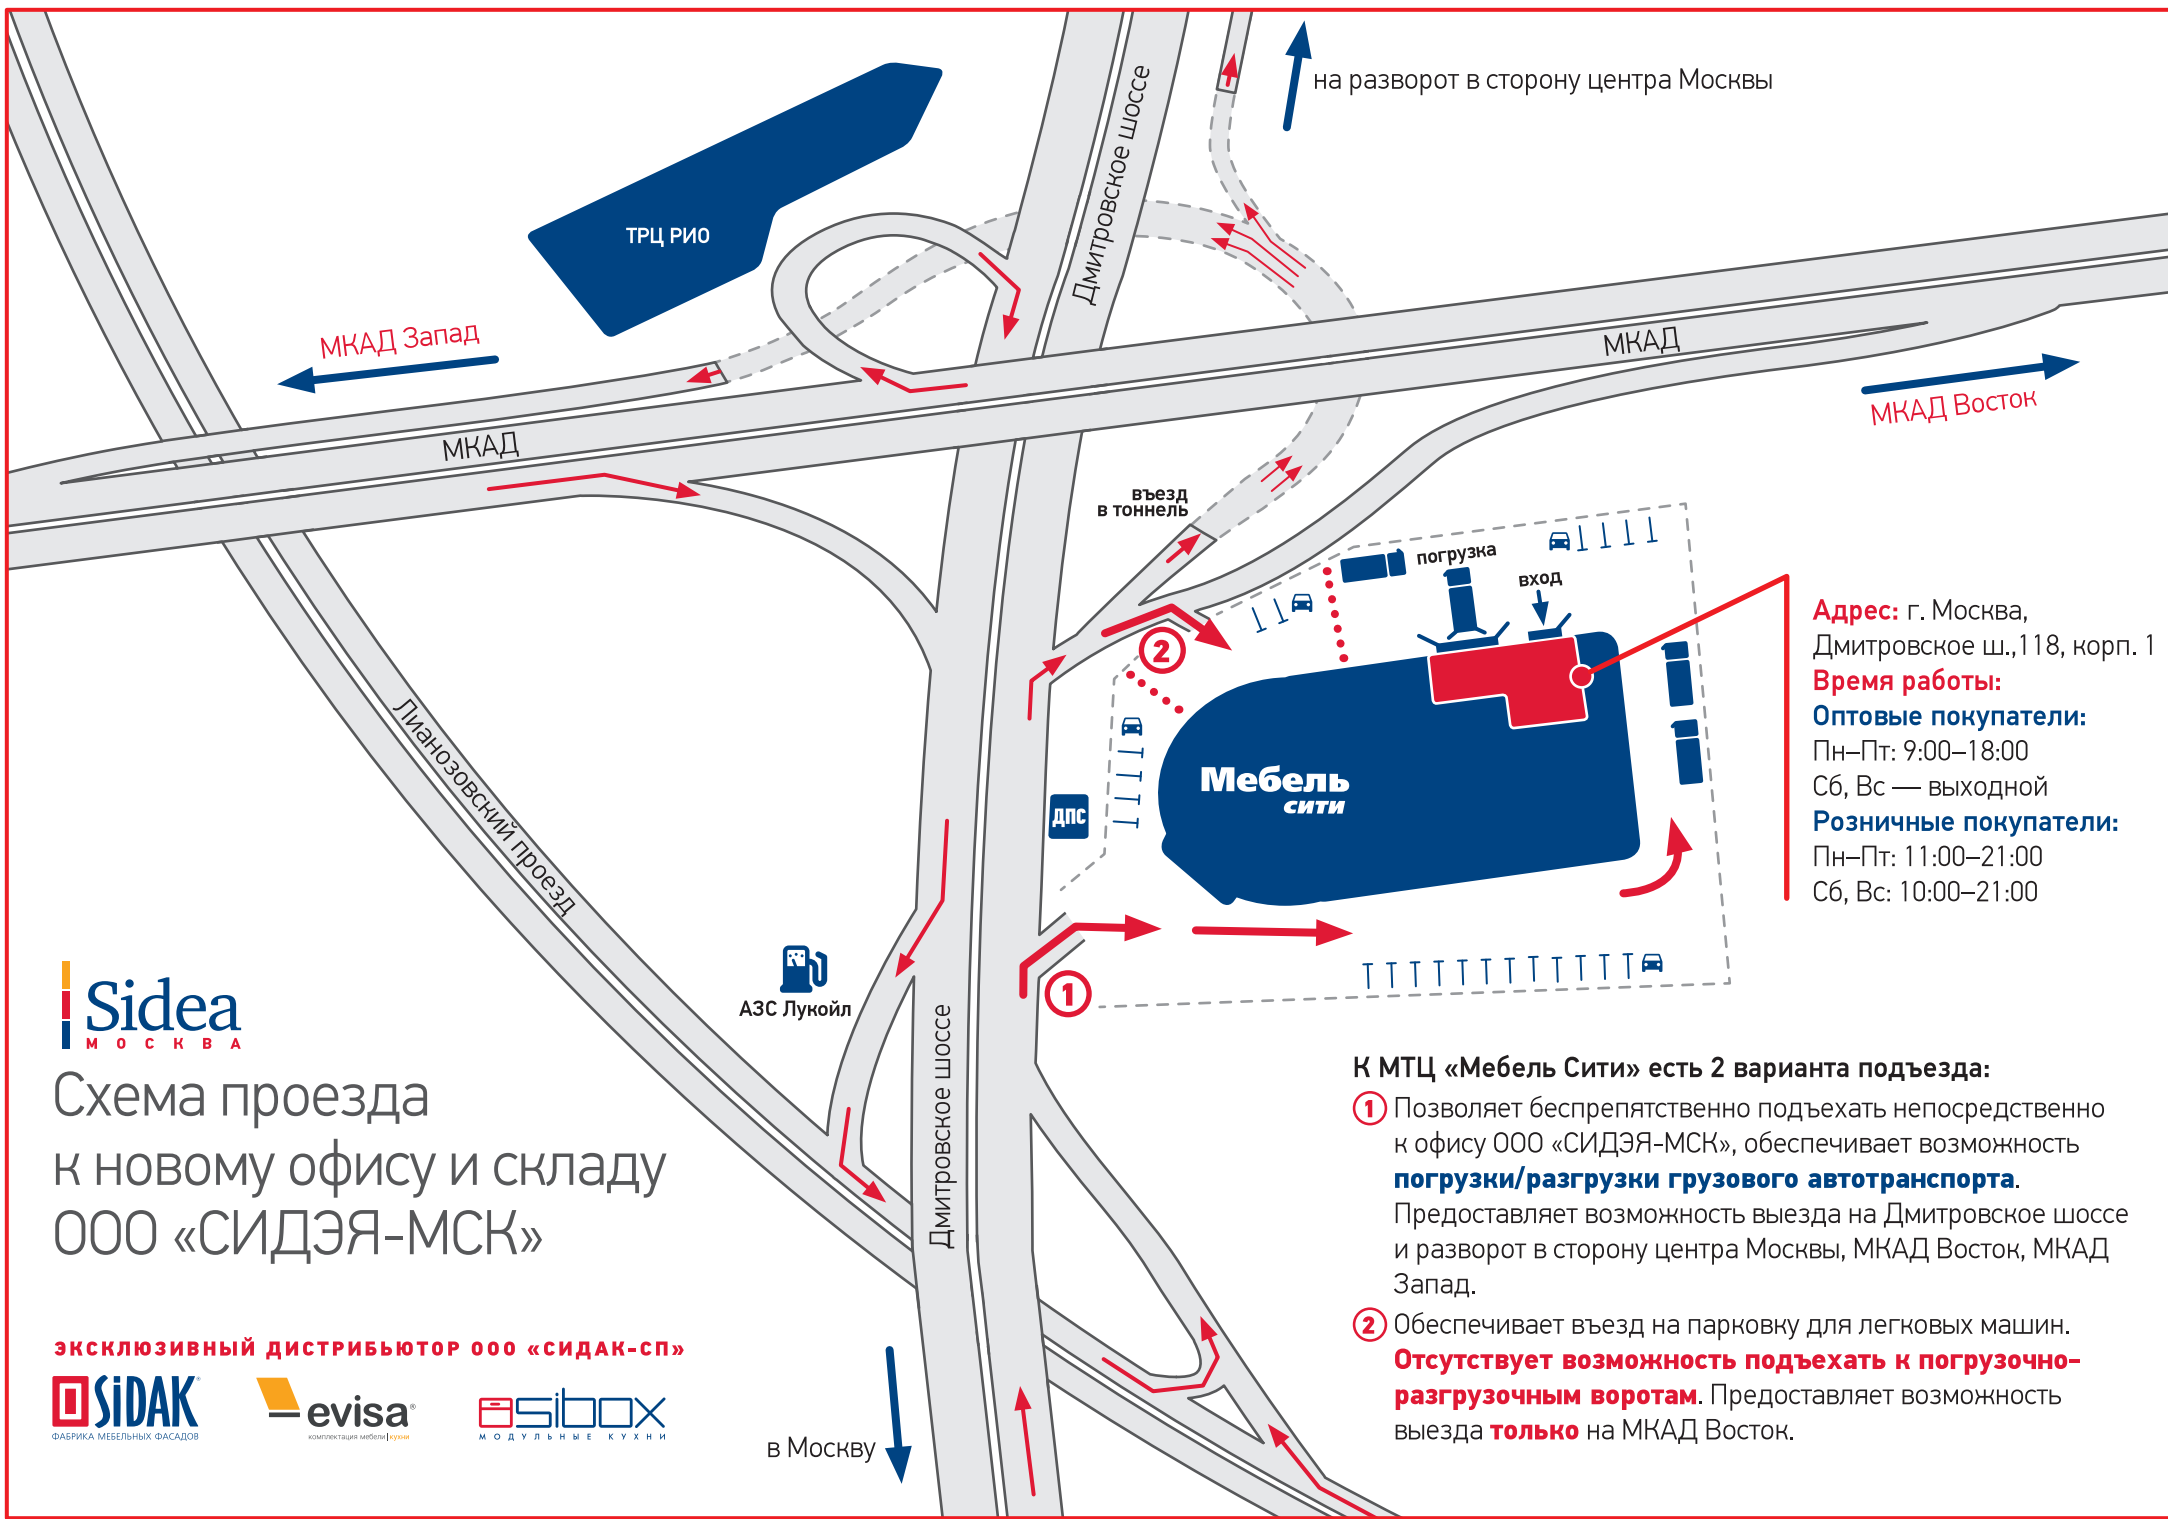 на разворот в сторону центра Москвы
Дмитровское шоссе
ТРЦ РИО
МКАД Запад
МКАД
МКАД
МКАД Восток
въезд
в тоннель
погрузка
вход
2
Адрес: г. Москва,
Дмитровское ш.,118, корп. 1
Время работы:
Оптовые покупатели:
Пн–Пт: 9:00–18:00
Сб, Вс — выходной
Розничные покупатели:
Пн–Пт: 11:00–21:00
Сб, Вс: 10:00–21:00
Мебель
сити
ДПС
Лианозовский проезд
1
АЗС Лукойл
Дмитровское шоссе
Sidea
МОСКВА
Схема проезда
к новому офису и складу
ООО «СИДЭЯ-МСК»
К МТЦ «Мебель Сити» есть 2 варианта подъезда:
1 Позволяет беспрепятственно подъехать непосредственно
к офису ООО «СИДЭЯ-МСК», обеспечивает возможность
погрузки/разгрузки грузового автотранспорта.
Предоставляет возможность выезда на Дмитровское шоссе
и разворот в сторону центра Москвы, МКАД Восток, МКАД
Запад.
2 Обеспечивает въезд на парковку для легковых машин.
Отсутствует возможность подъехать к погрузочно-
разгрузочным воротам. Предоставляет возможность
выезда только на МКАД Восток.
ЭКСКЛЮЗИВНЫЙ ДИСТРИБЬЮТОР ООО «СИДАК-СП»
SiDAK®
ФАБРИКА МЕБЕЛЬНЫХ ФАСАДОВ
evisa®
комплектация мебели|кухни
sibox
МОДУЛЬНЫЕ КУХНИ
в Москву